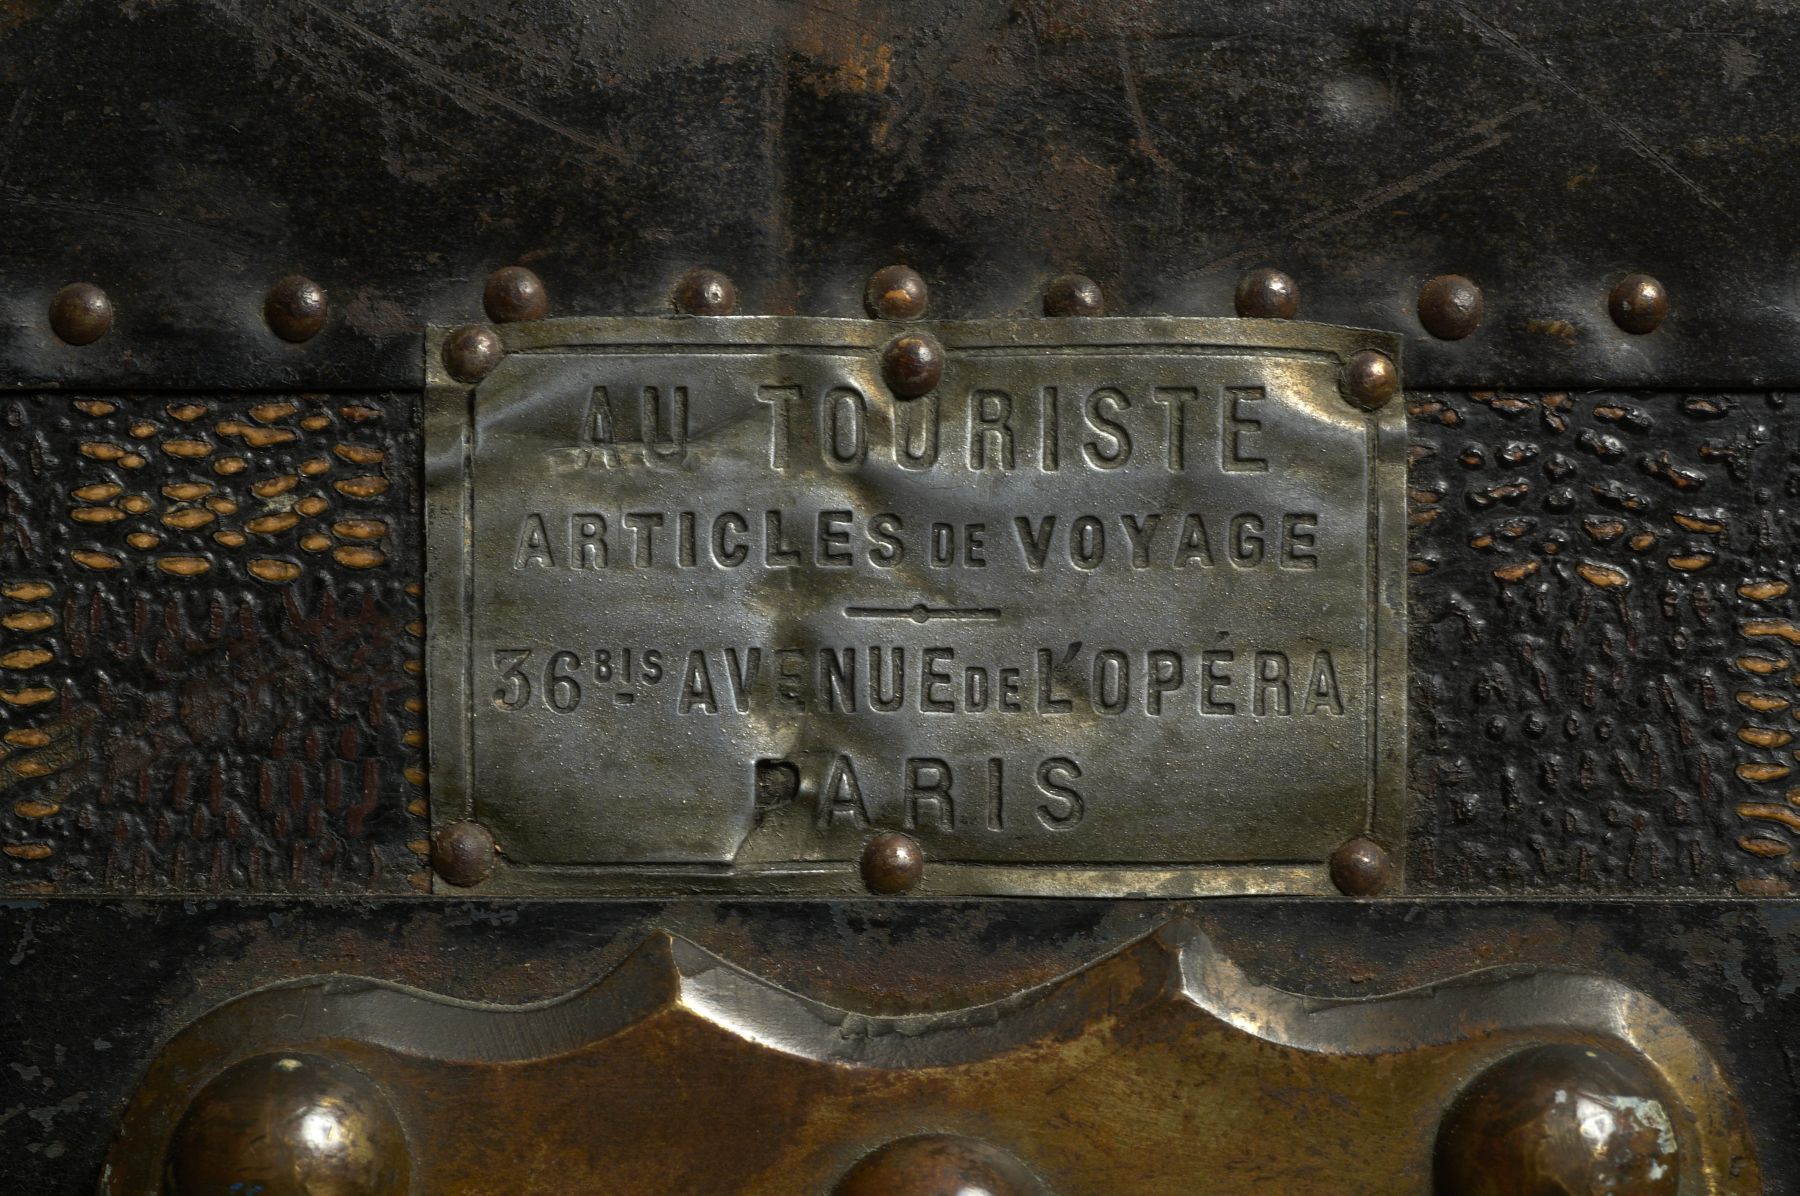 AU TOURISTE
ARTICLES DE VOYAGE
36BIS AVENUE DE L'OPÉRA
PARIS